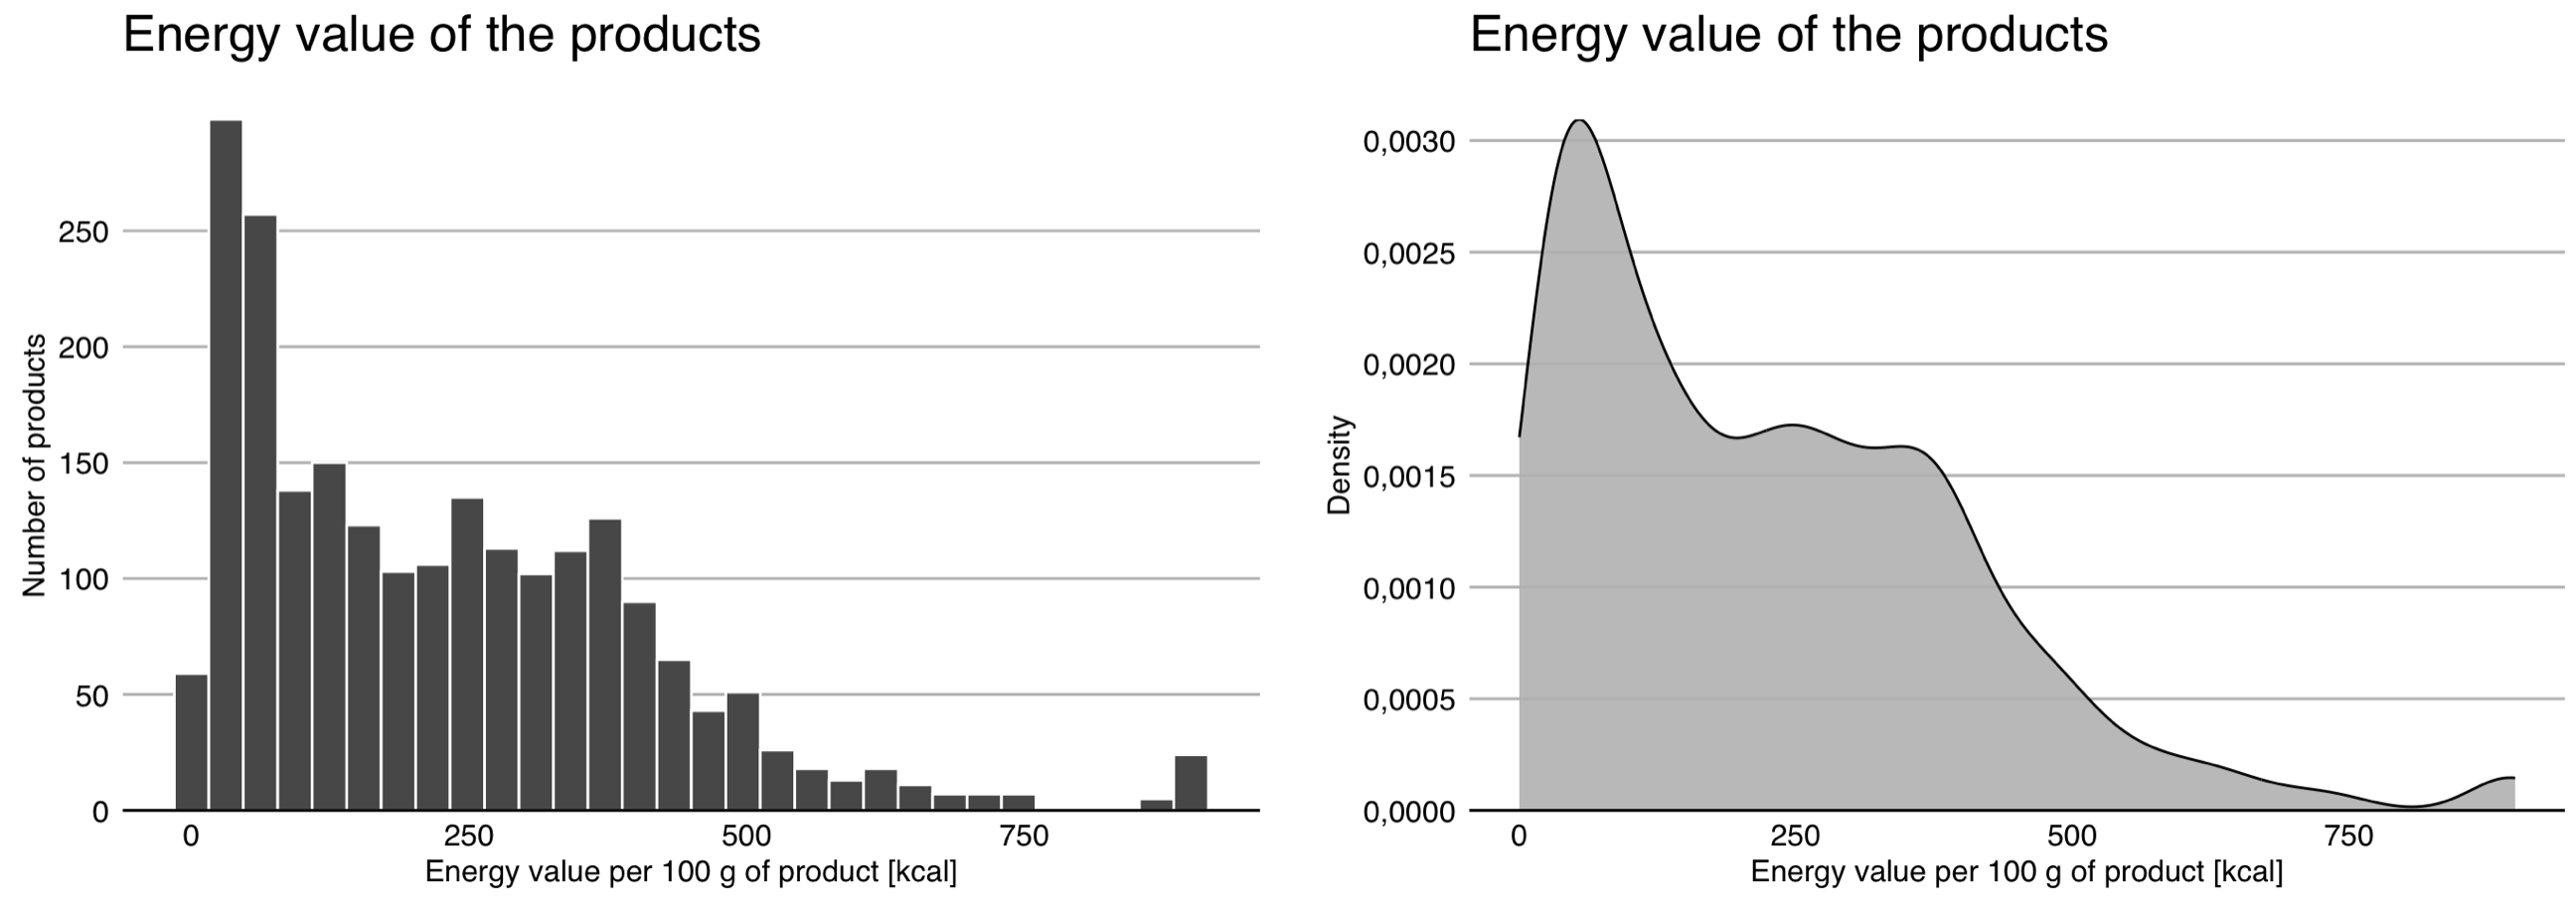 Energy value of the products
Number of products
250
200
150
100
50
0
0 250 500 750
Energy value per 100 g of product [kcal]
Energy value of the products
Density
0,0030
0,0025
0,0020
0,0015
0,0010
0,0005
0,0000
0 250 500 750
Energy value per 100 g of product [kcal]